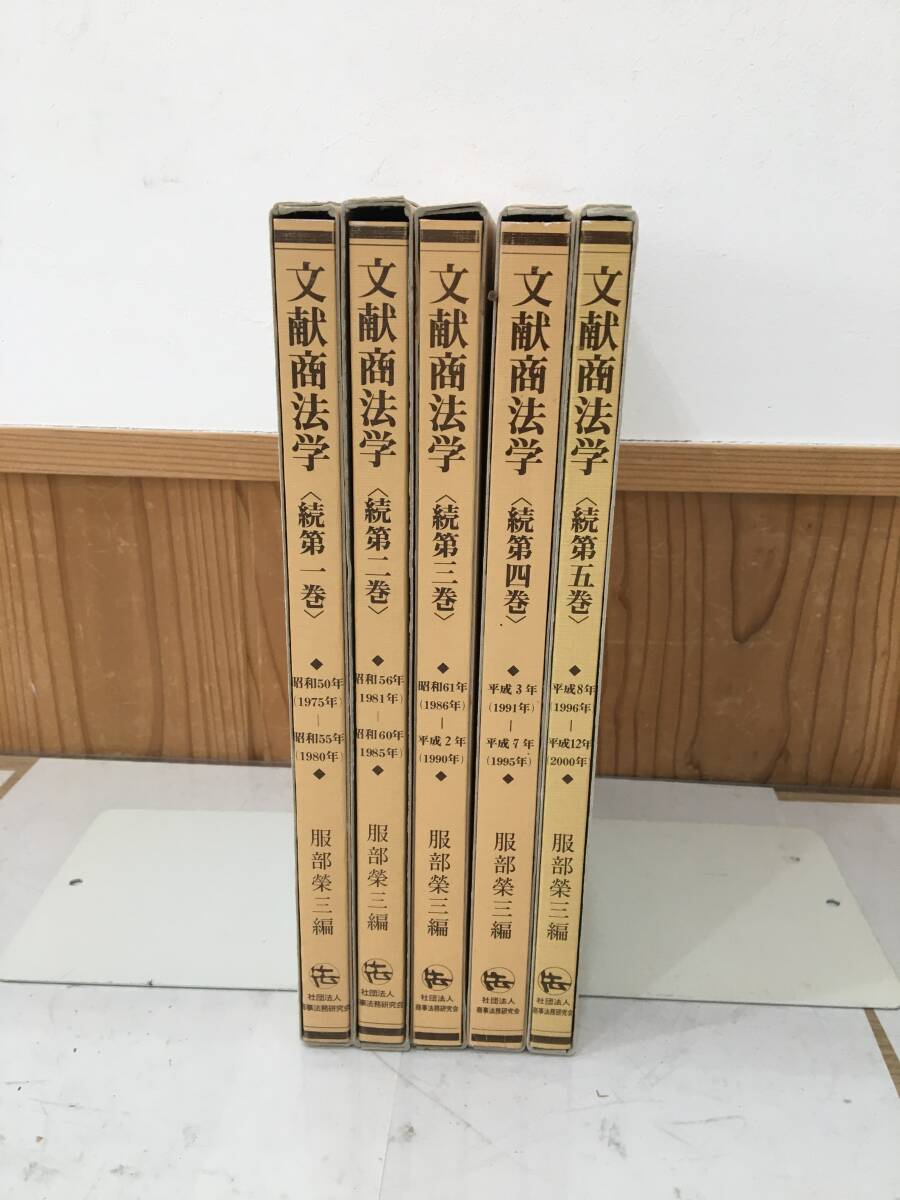 文献商法学
〈続第一巻〉
昭和50年
(1975年)
昭和55年
(1980年)
服部榮三編
社団法人
商事法務研究会
文献商法学
〈続第二巻〉
昭和56年
(1981年)
昭和60年
(1985年)
服部榮三編
社団法人
商事法務研究会
文献商法学
〈続第三巻〉
昭和61年
(1986年)
平成2年
(1990年)
服部榮三編
社団法人
商事法務研究会
文献商法学
〈続第四巻〉
平成3年
(1991年)
平成7年
(1995年)
服部榮三編
社団法人
商事法務研究会
文献商法学
〈続第五巻〉
平成8年
(1996年)
平成12年
(2000年)
服部榮三編
社団法人
商事法務研究会